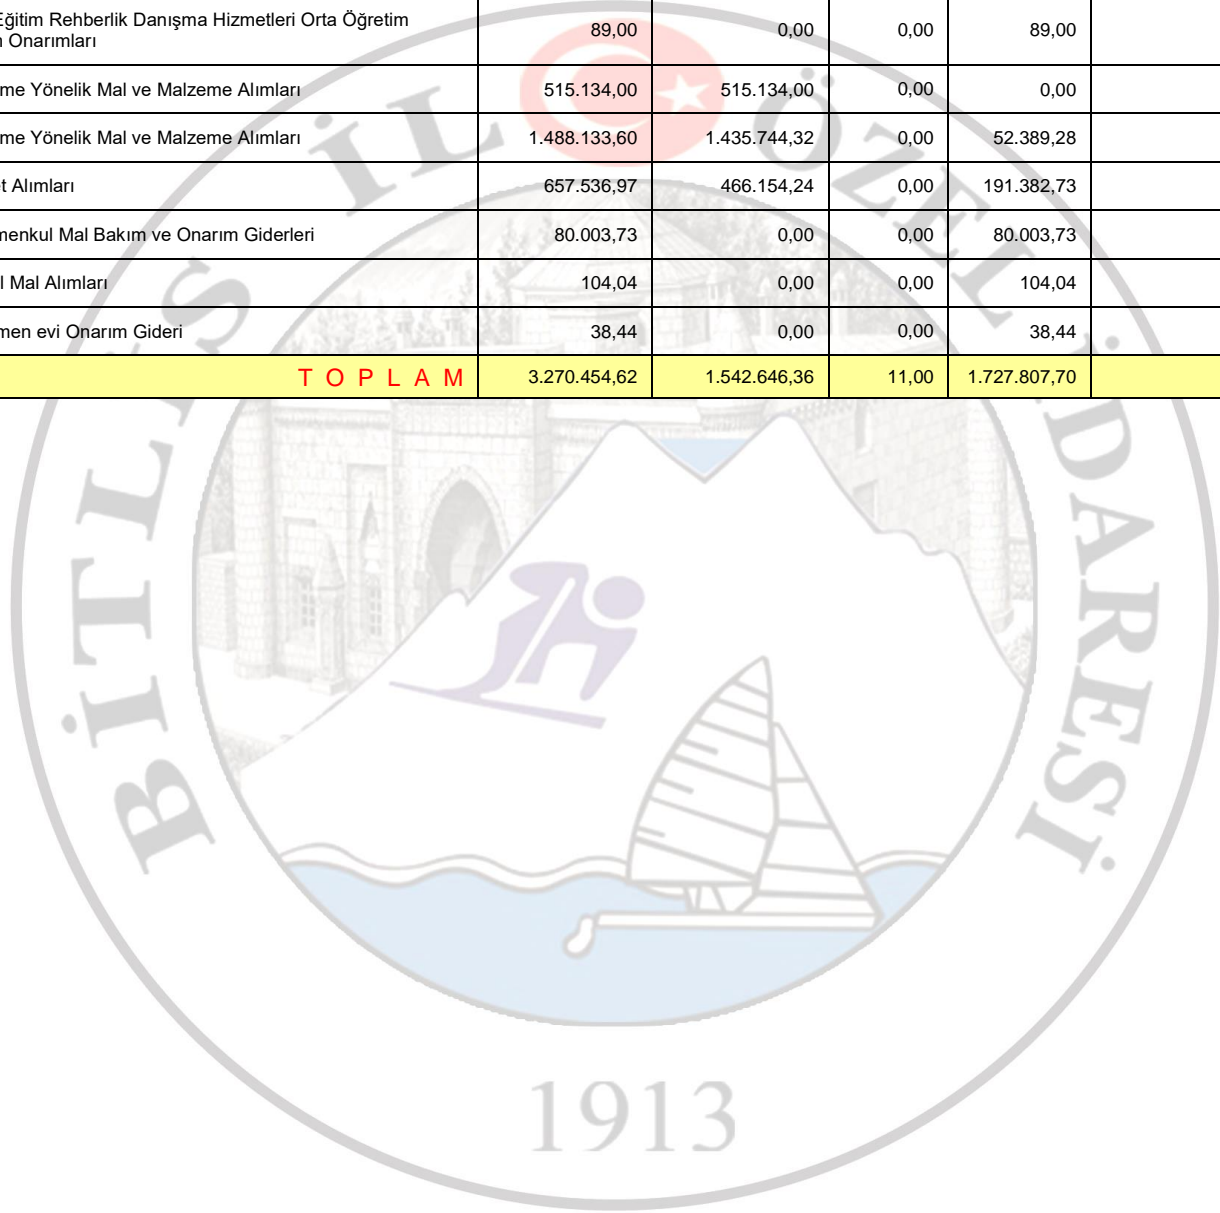 Eğitim Rehberlik Danışma Hizmetleri Orta Öğretim
Onarımları 89,00 0,00 0,00 89,00
me Yönelik Mal ve Malzeme Alımları 515.134,00 515.134,00 0,00 0,00
me Yönelik Mal ve Malzeme Alımları 1.488.133,60 1.435.744,32 0,00 52.389,28
t Alımları 657.536,97 466.154,24 0,00 191.382,73
menkul Mal Bakım ve Onarım Giderleri 80.003,73 0,00 0,00 80.003,73
l Mal Alımları 104,04 0,00 0,00 104,04
men evi Onarım Gideri 38,44 0,00 0,00 38,44
T O P L A M 3.270.454,62 1.542.646,36 11,00 1.727.807,70
BİTLİS İL ÖZEL İDARESİ
1913